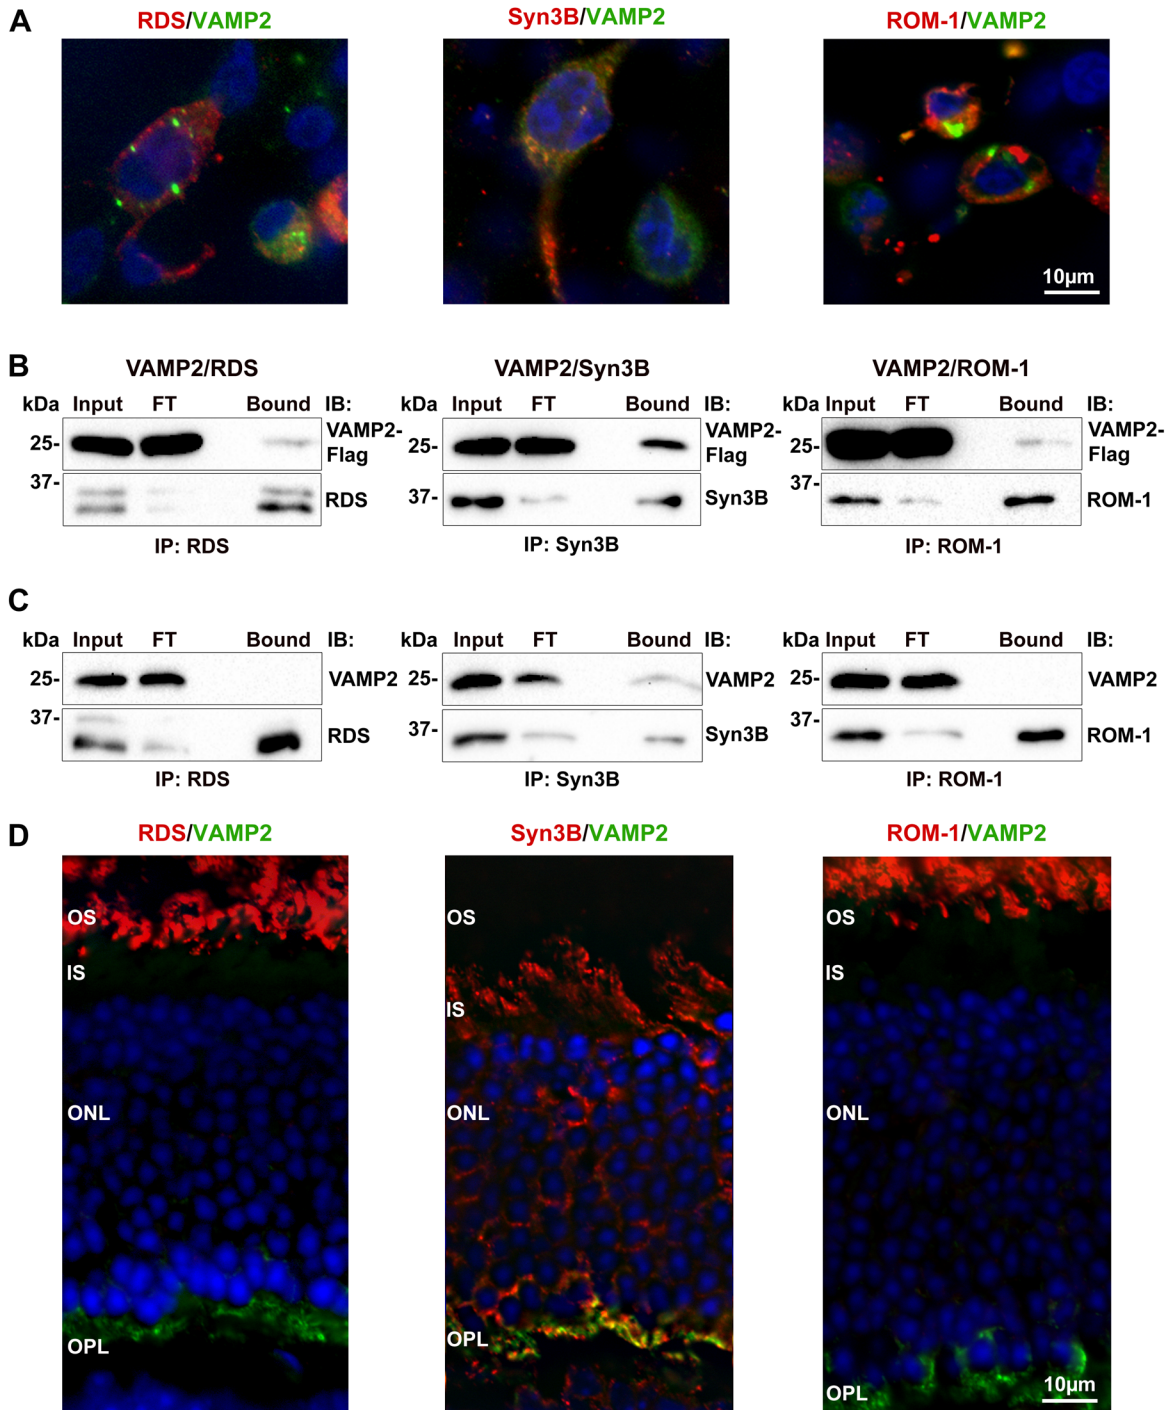 A
RDS/VAMP2
Syn3B/VAMP2
ROM-1/VAMP2
10µm
B
VAMP2/RDS
VAMP2/Syn3B
VAMP2/ROM-1
kDa Input FT Bound IB:
25-
VAMP2-
Flag
37-
RDS
IP: RDS
kDa Input FT Bound IB:
25-
VAMP2-
Flag
37-
Syn3B
IP: Syn3B
kDa Input FT Bound IB:
25-
VAMP2-
Flag
37-
ROM-1
IP: ROM-1
C
kDa Input FT Bound IB:
25-
VAMP2
37-
RDS
IP: RDS
kDa Input FT Bound IB:
25-
VAMP2
37-
Syn3B
IP: Syn3B
kDa Input FT Bound IB:
25-
VAMP2
37-
ROM-1
IP: ROM-1
D
RDS/VAMP2
Syn3B/VAMP2
ROM-1/VAMP2
OS
IS
ONL
OPL
OS
IS
ONL
OPL
OS
IS
ONL
OPL
10µm